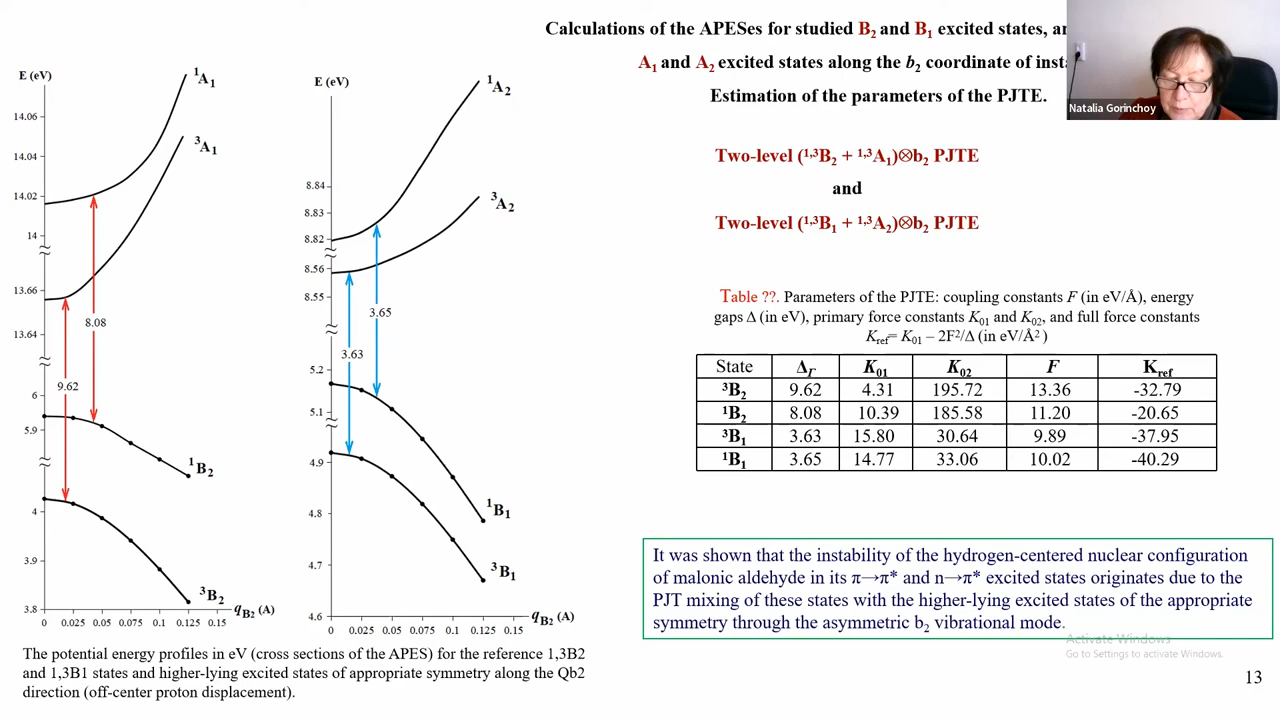 Calculations of the APESes for studied B₂ and B₁ excited states, 
A₁ and A₂ excited states along the b₂ coordinate of
Estimation of the parameters of the PJTE.
Natalia Gorinchoy
Two-level (¹,³B₂ + ¹,³A₁)⊗b₂ PJTE
and
Two-level (¹,³B₁ + ¹,³A₂)⊗b₂ PJTE
E (eV)
¹A₁
14.06
³A₁
14.04
14.02
14
13.66
13.64
8.08
9.62
6
5.9
¹B₂
4
3.9
³B₂
3.8
0 0.025 0.05 0.075 0.1 0.125 0.15
q_B₂ (A)
E (eV)
¹A₂
8.84
³A₂
8.83
8.82
8.56
8.55
3.65
3.63
5.2
5.1
4.9
¹B₁
4.8
4.7
³B₁
4.6
0 0.025 0.05 0.075 0.1 0.125 0.15
q_B₂ (A)
The potential energy profiles in eV (cross sections of the APES) for the reference 1,3B2
and 1,3B1 states and higher-lying excited states of appropriate symmetry along the Qb2
direction (off-center proton displacement).
Table ??. Parameters of the PJTE: coupling constants F (in eV/Å), energy
gaps Δ (in eV), primary force constants K₀₁ and K₀₂, and full force constants
K_ref= K₀₁ – 2F²/Δ (in eV/Å² )
State Δ_Γ K₀₁ K₀₂ F K_ref
³B₂ 9.62 4.31 195.72 13.36 -32.79
¹B₂ 8.08 10.39 185.58 11.20 -20.65
³B₁ 3.63 15.80 30.64 9.89 -37.95
¹B₁ 3.65 14.77 33.06 10.02 -40.29
It was shown that the instability of the hydrogen-centered nuclear configuration
of malonic aldehyde in its π→π* and n→π* excited states originates due to the
PJT mixing of these states with the higher-lying excited states of the appropriate
symmetry through the asymmetric b₂ vibrational mode.
Activate Windows
Go to Settings to activate Windows.
13